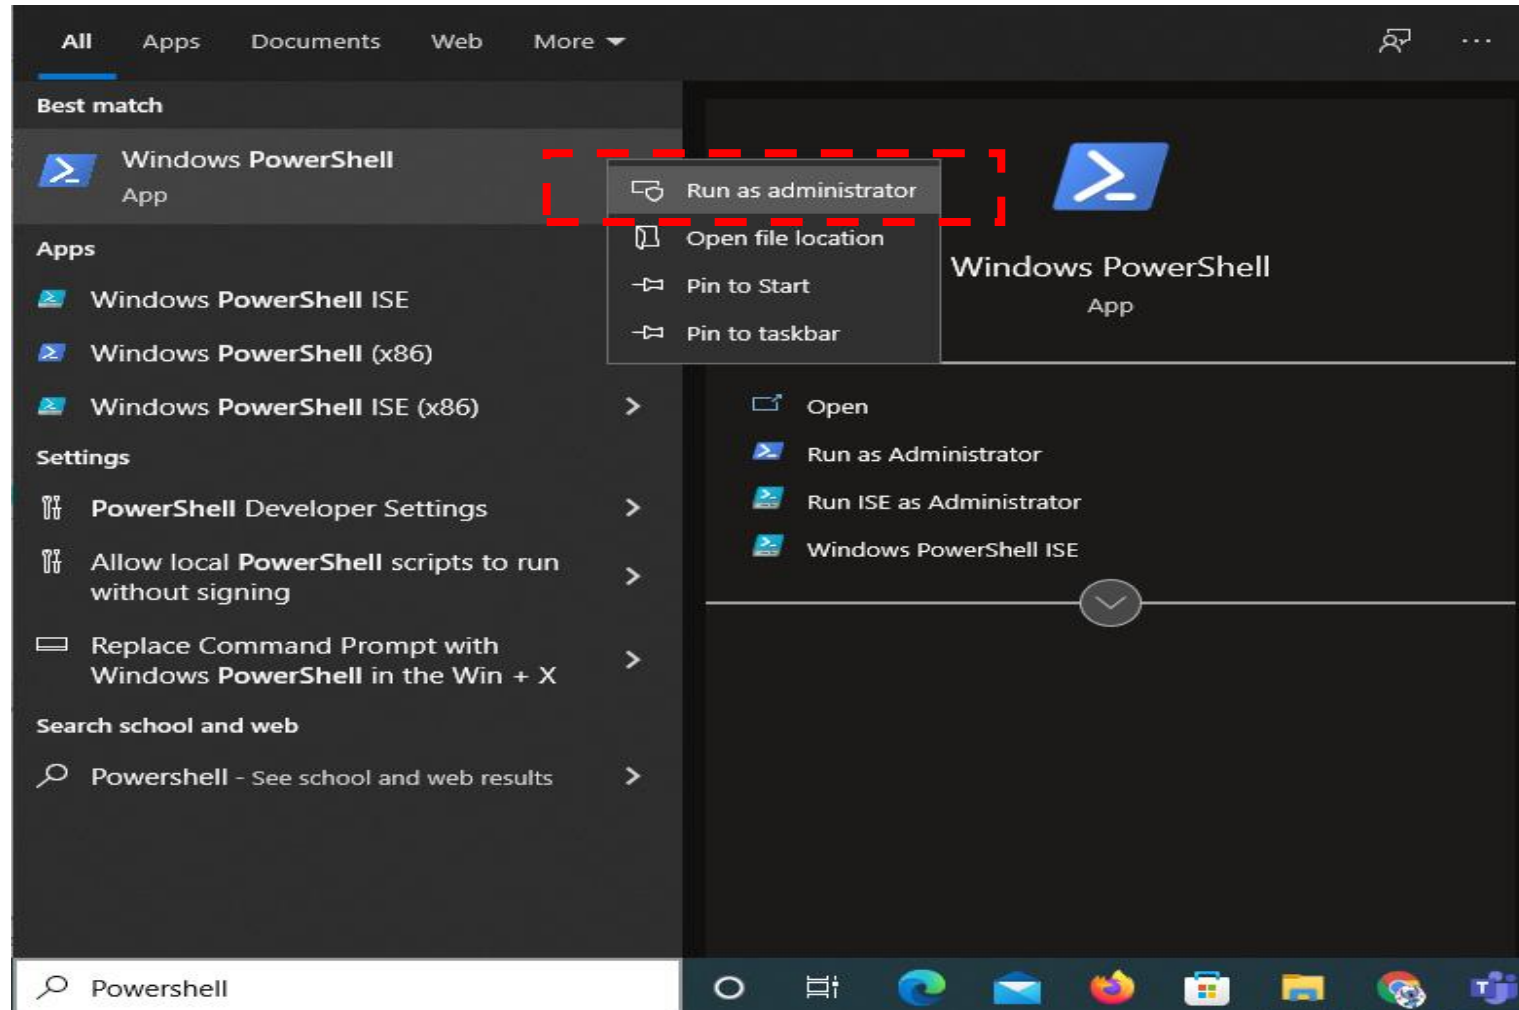 All Apps Documents Web More
Best match
Windows PowerShell
App
Apps
Windows PowerShell ISE
Windows PowerShell (x86)
Windows PowerShell ISE (x86)
Settings
PowerShell Developer Settings
Allow local PowerShell scripts to run
without signing
Replace Command Prompt with
Windows PowerShell in the Win + X
Search school and web
Powershell - See school and web results
Run as administrator
Open file location
Pin to Start
Pin to taskbar
Windows PowerShell
App
Open
Run as Administrator
Run ISE as Administrator
Windows PowerShell ISE
Powershell